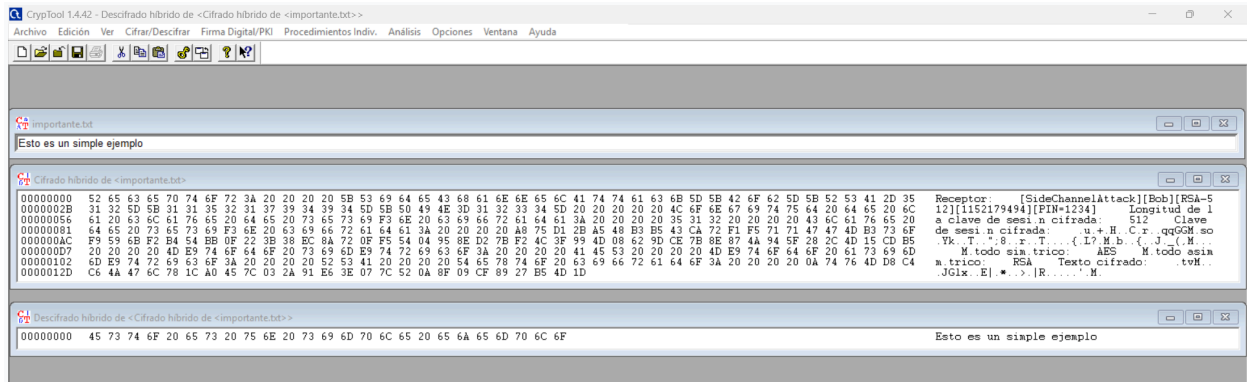 CrypTool 1.4.42 - Descifrado híbrido de <Cifrado híbrido de <importante.txt>>
Archivo Edición Ver Cifrar/Descifrar Firma Digital/PKI Procedimientos Indiv. Análisis Opciones Ventana Ayuda
importante.txt
Esto es un simple ejemplo
Cifrado híbrido de <importante.txt>
00000000 52 65 63 65 70 74 6F 72 3A 20 20 20 20 5B 53 69 64 65 43 68 61 6E 6E 65 6C 41 74 74 61 63 6B 5D 5B 42 6F 62 5D 5B 52 53 41 2D 35 Receptor: [SideChannelAttack][Bob][RSA-5
0000002B 31 32 5D 5B 31 31 35 32 31 37 39 34 39 34 5D 5B 50 49 4E 3D 31 32 33 34 5D 20 20 20 20 20 4C 6F 6E 67 69 74 75 64 20 64 65 20 6C 12][1152179494][PIN=1234] Longitud de l
00000056 61 20 63 6C 61 76 65 20 64 65 20 73 65 73 69 F3 6E 20 63 69 66 72 61 64 61 3A 20 20 20 20 20 35 31 32 20 20 20 20 43 6C 61 76 65 20 a clave de sesi.n cifrada: 512 Clave
00000081 64 65 20 73 65 73 69 F3 6E 20 63 69 66 72 61 64 61 3A 20 20 20 20 20 A8 75 D1 2B A5 48 B3 B5 43 CA 72 F1 F5 71 71 47 47 4D B3 73 6F de sesi.n cifrada: .u.+.H..C.r..qqGGM.so
000000AC F9 59 6B F2 B4 54 BB 0F 22 3B 38 EC 8A 72 0F F5 54 04 95 8E D2 7B F2 4C 3F 99 4D 08 62 9D CE 7B 8E 87 4A 94 5F 28 2C 4D 15 CD B5 .Yk..T..";8..r..T....{.L?.M.b..{..J._(,M...
000000D7 20 20 20 20 4D E9 74 6F 64 6F 20 73 69 6D E9 74 72 69 63 6F 3A 20 20 20 20 41 45 53 20 20 20 20 4D E9 74 6F 64 6F 20 61 73 69 6D M.todo sim.trico: AES M.todo asim
00000102 6D E9 74 72 69 63 6F 3A 20 20 20 20 52 53 41 20 20 20 20 54 65 78 74 6F 20 63 69 66 72 61 64 6F 3A 20 20 20 20 0A 74 76 4D D8 C4 m.trico: RSA Texto cifrado: .tvM..
0000012D C6 4A 47 6C 78 1C A0 45 7C 03 2A 91 E6 3E 07 7C 52 0A 8F 09 CF 89 27 B5 4D 1D .JGlx..E|.*..>.|R.....'.M.
Descifrado híbrido de <Cifrado híbrido de <importante.txt>>
00000000 45 73 74 6F 20 65 73 20 75 6E 20 73 69 6D 70 6C 65 20 65 6A 65 6D 70 6C 6F Esto es un simple ejemplo